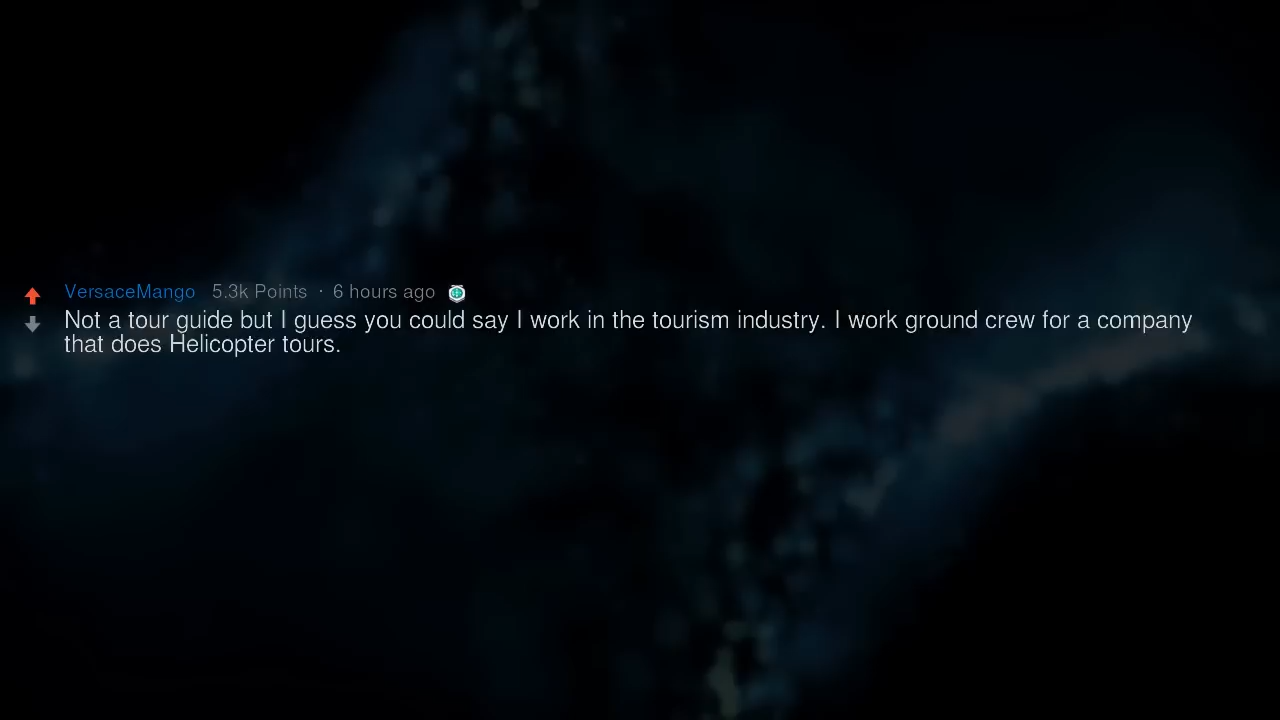 VersaceMango 5.3k Points · 6 hours ago
Not a tour guide but I guess you could say I work in the tourism industry. I work ground crew for a company
that does Helicopter tours.